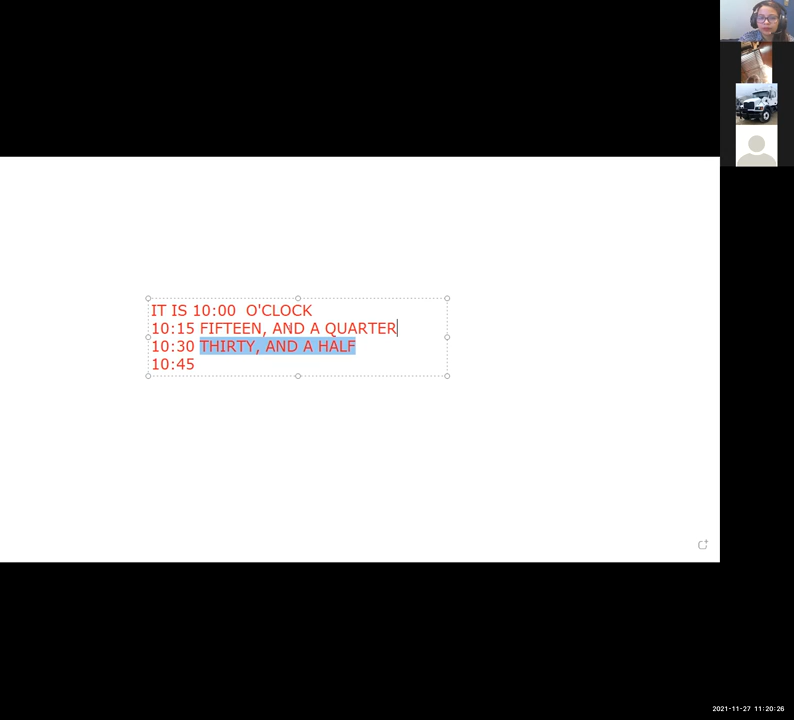 IT IS 10:00  O'CLOCK
10:15 FIFTEEN, AND A QUARTER
10:30 THIRTY, AND A HALF
10:45
2021-11-27 11:20:26